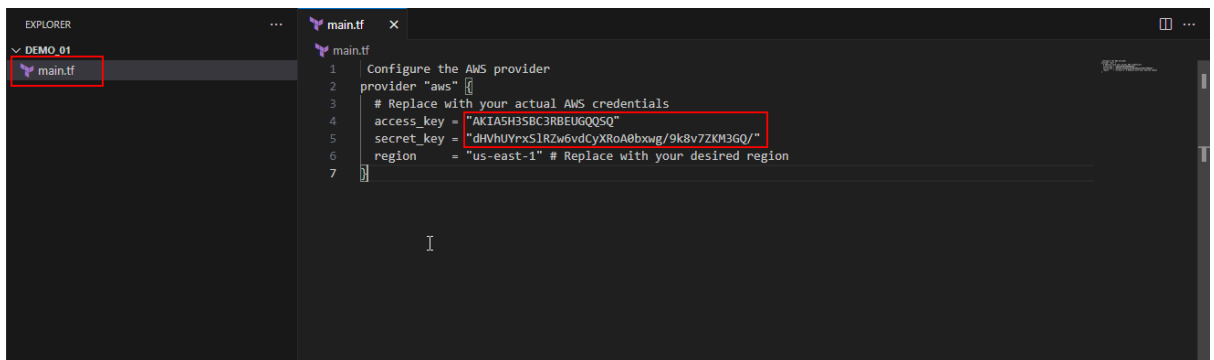 EXPLORER ...
DEMO_01
main.tf
main.tf
main.tf
1 Configure the AWS provider
2 provider "aws" {
3 # Replace with your actual AWS credentials
4 access_key = "AKIA5H3SBC3RBEUGQQSQ"
5 secret_key = "dHVhUYrxSlRZw6vdCyXRoA0bxwg/9k8v7ZKM3GQ/"
6 region = "us-east-1" # Replace with your desired region
7 }